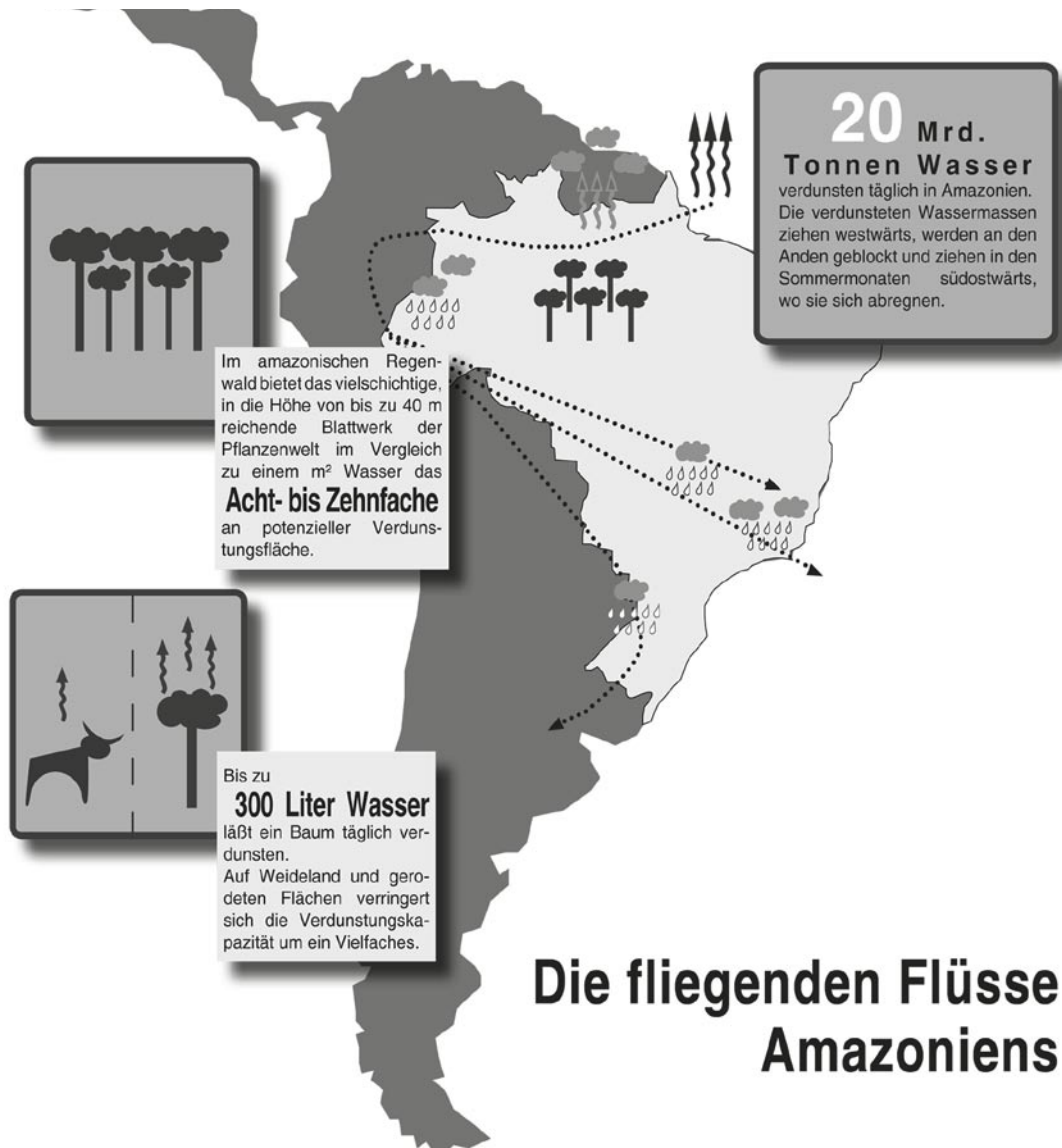 20 Mrd.
Tonnen Wasser
verdunsten täglich in Amazonien.
Die verdunsteten Wassermassen
ziehen westwärts, werden an den
Anden geblockt und ziehen in den
Sommermonaten südostwärts,
wo sie sich abregnen.
Im amazonischen Regen-
wald bietet das vielschichtige,
in die Höhe von bis zu 40 m
reichende Blattwerk der
Pflanzenwelt im Vergleich
zu einem m² Wasser das
Acht- bis Zehnfache
an potenzieller Verduns-
tungsfläche.
Bis zu
300 Liter Wasser
läßt ein Baum täglich ver-
dunsten.
Auf Weideland und gero-
deten Flächen verringert
sich die Verdunstungska-
pazität um ein Vielfaches.
Die fliegenden Flüsse
Amazoniens